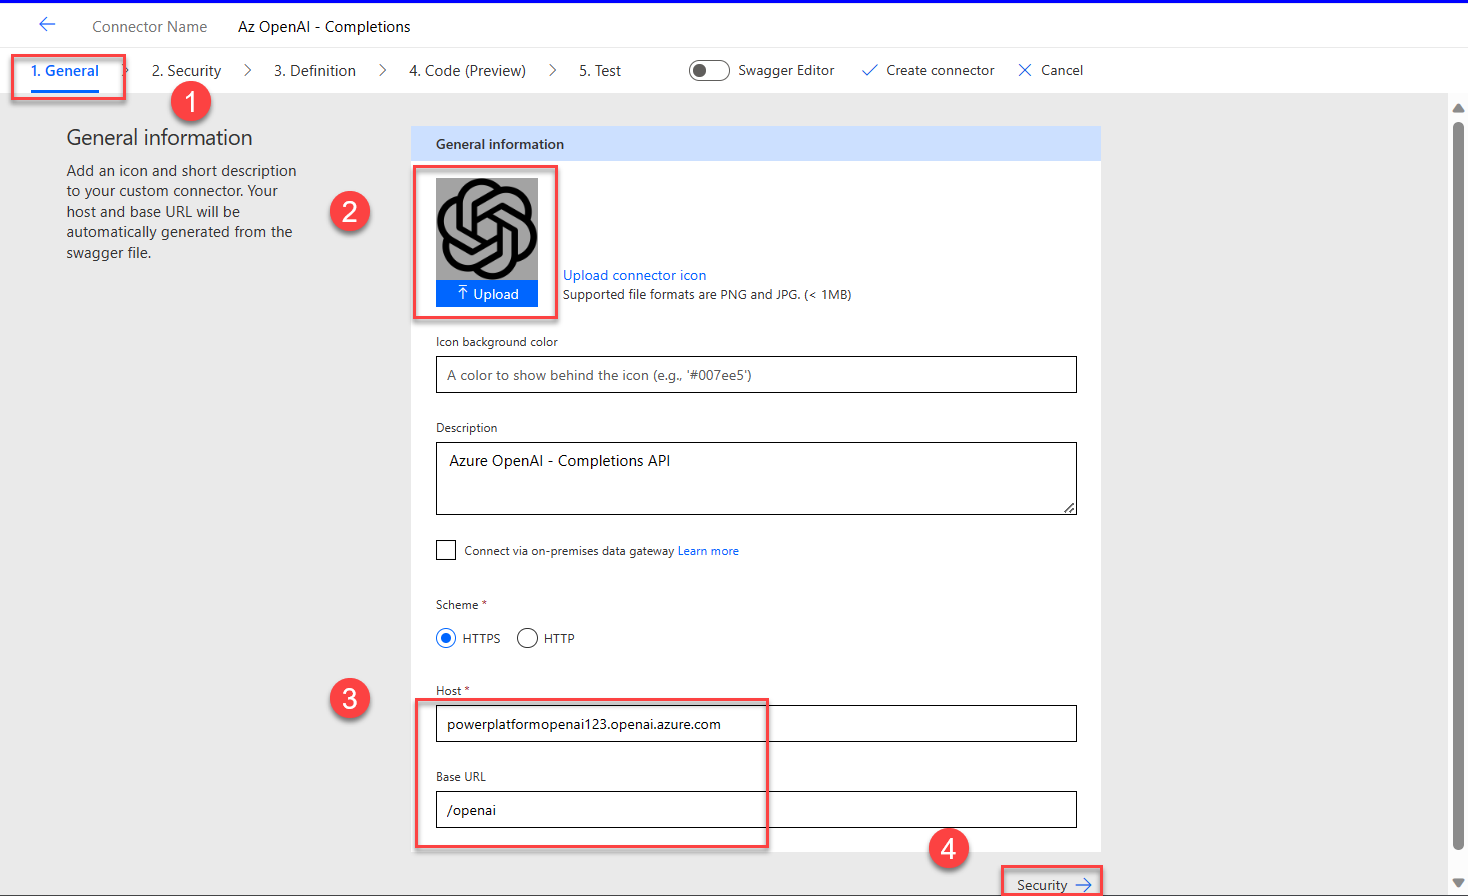 Connector Name Az OpenAI - Completions
1. General 2. Security 3. Definition 4. Code (Preview) 5. Test Swagger Editor Create connector Cancel
1
General information
Add an icon and short description
to your custom connector. Your
host and base URL will be
automatically generated from the
swagger file.
General information
2
Upload
Upload connector icon
Supported file formats are PNG and JPG. (< 1MB)
Icon background color
A color to show behind the icon (e.g., '#007ee5')
Description
Azure OpenAI - Completions API
Connect via on-premises data gateway Learn more
Scheme *
HTTPS HTTP
3
Host *
powerplatformopenai123.openai.azure.com
Base URL
/openai
4
Security